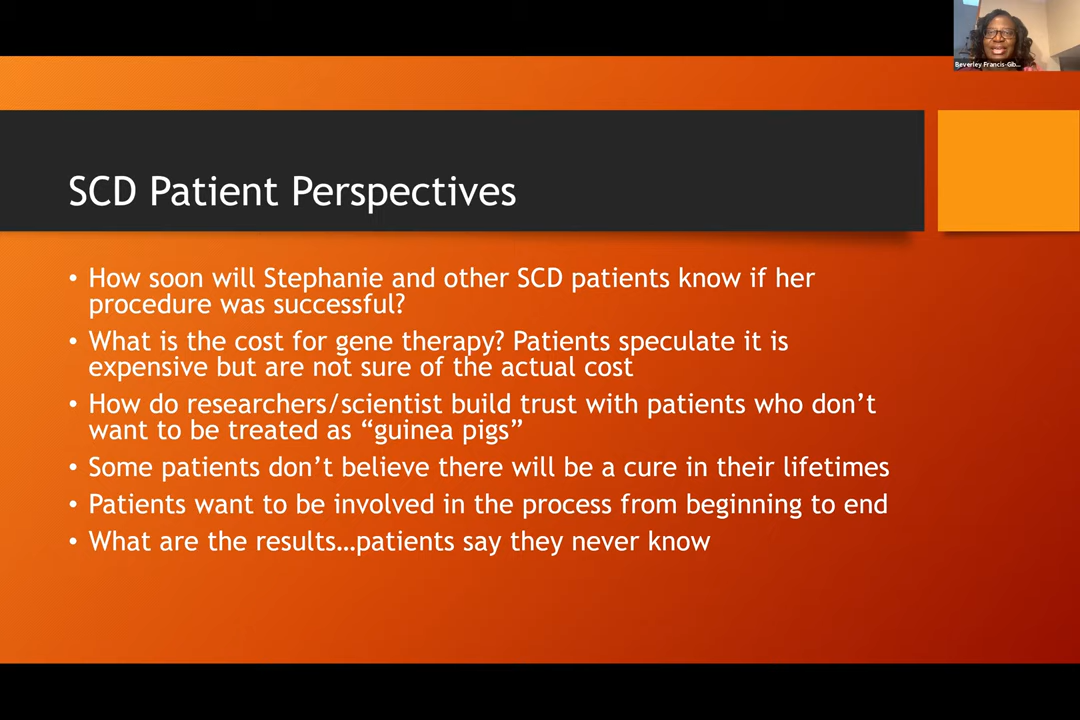 Beverley Francis-Gib...
SCD Patient Perspectives
• How soon will Stephanie and other SCD patients know if her
procedure was successful?
• What is the cost for gene therapy? Patients speculate it is
expensive but are not sure of the actual cost
• How do researchers/scientist build trust with patients who don’t
want to be treated as “guinea pigs”
• Some patients don’t believe there will be a cure in their lifetimes
• Patients want to be involved in the process from beginning to end
• What are the results…patients say they never know